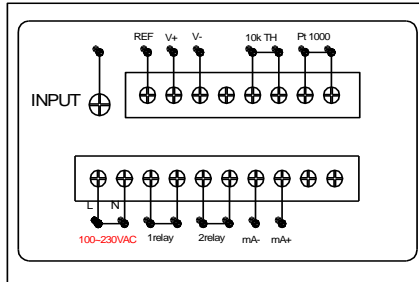 REF V+ V- 10k TH Pt 1000
INPUT
L N
100~230VAC 1relay 2relay mA- mA+